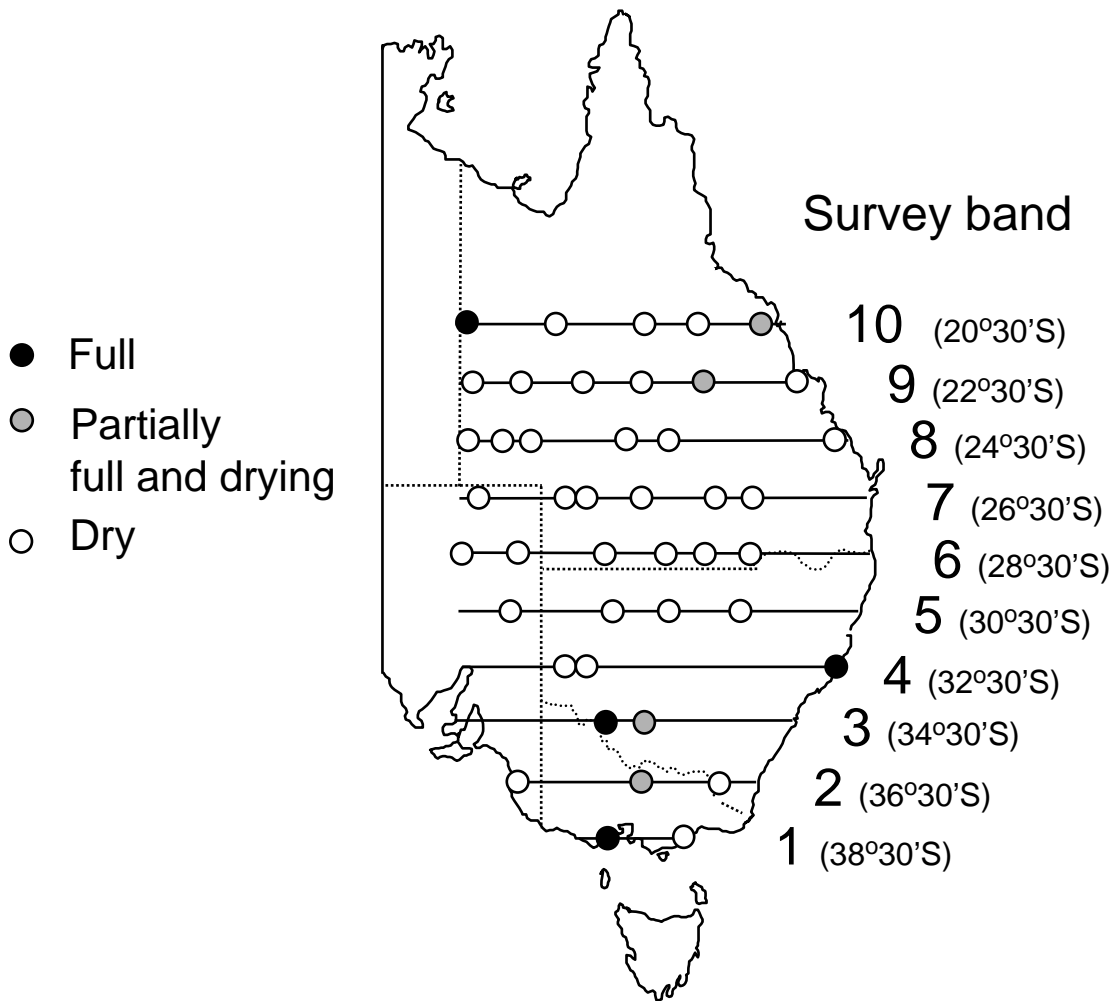 Survey band
10 (20º30’S)
Full
9 (22º30’S)
Partially
full and drying
8 (24º30’S)
7 (26º30’S)
Dry
6 (28º30’S)
5 (30º30’S)
4 (32º30’S)
3 (34º30’S)
2 (36º30’S)
1 (38º30’S)